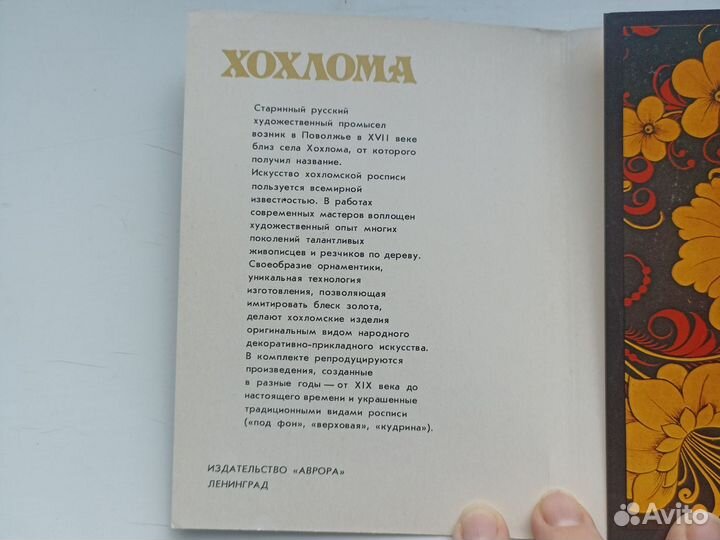 ХОХЛОМА
Старинный русский
художественный промысел
возник в Поволжье в XVII веке
близ села Хохлома, от которого
получил название.
Искусство хохломской росписи
пользуется всемирной
известностью. В работах
современных мастеров воплощен
художественный опыт многих
поколений талантливых
живописцев и резчиков по дереву.
Своеобразие орнаментики,
уникальная технология
изготовления, позволяющая
имитировать блеск золота,
делают хохломские изделия
оригинальным видом народного
декоративно-прикладного искусства.
В комплекте репродуцируются
произведения, созданные
в разные годы — от XIX века до
настоящего времени и украшенные
традиционными видами росписи
(«под фон», «верховая», «кудрина»).
ИЗДАТЕЛЬСТВО «АВРОРА»
ЛЕНИНГРАД
Avito